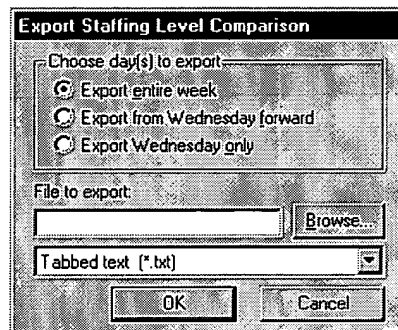 Export Staffing Level Comparison
Choose day(s) to export
Export entire week
Export from Wednesday forward
Export Wednesday only
File to export:
Browse...
Tabbed text (*.txt)
OK Cancel